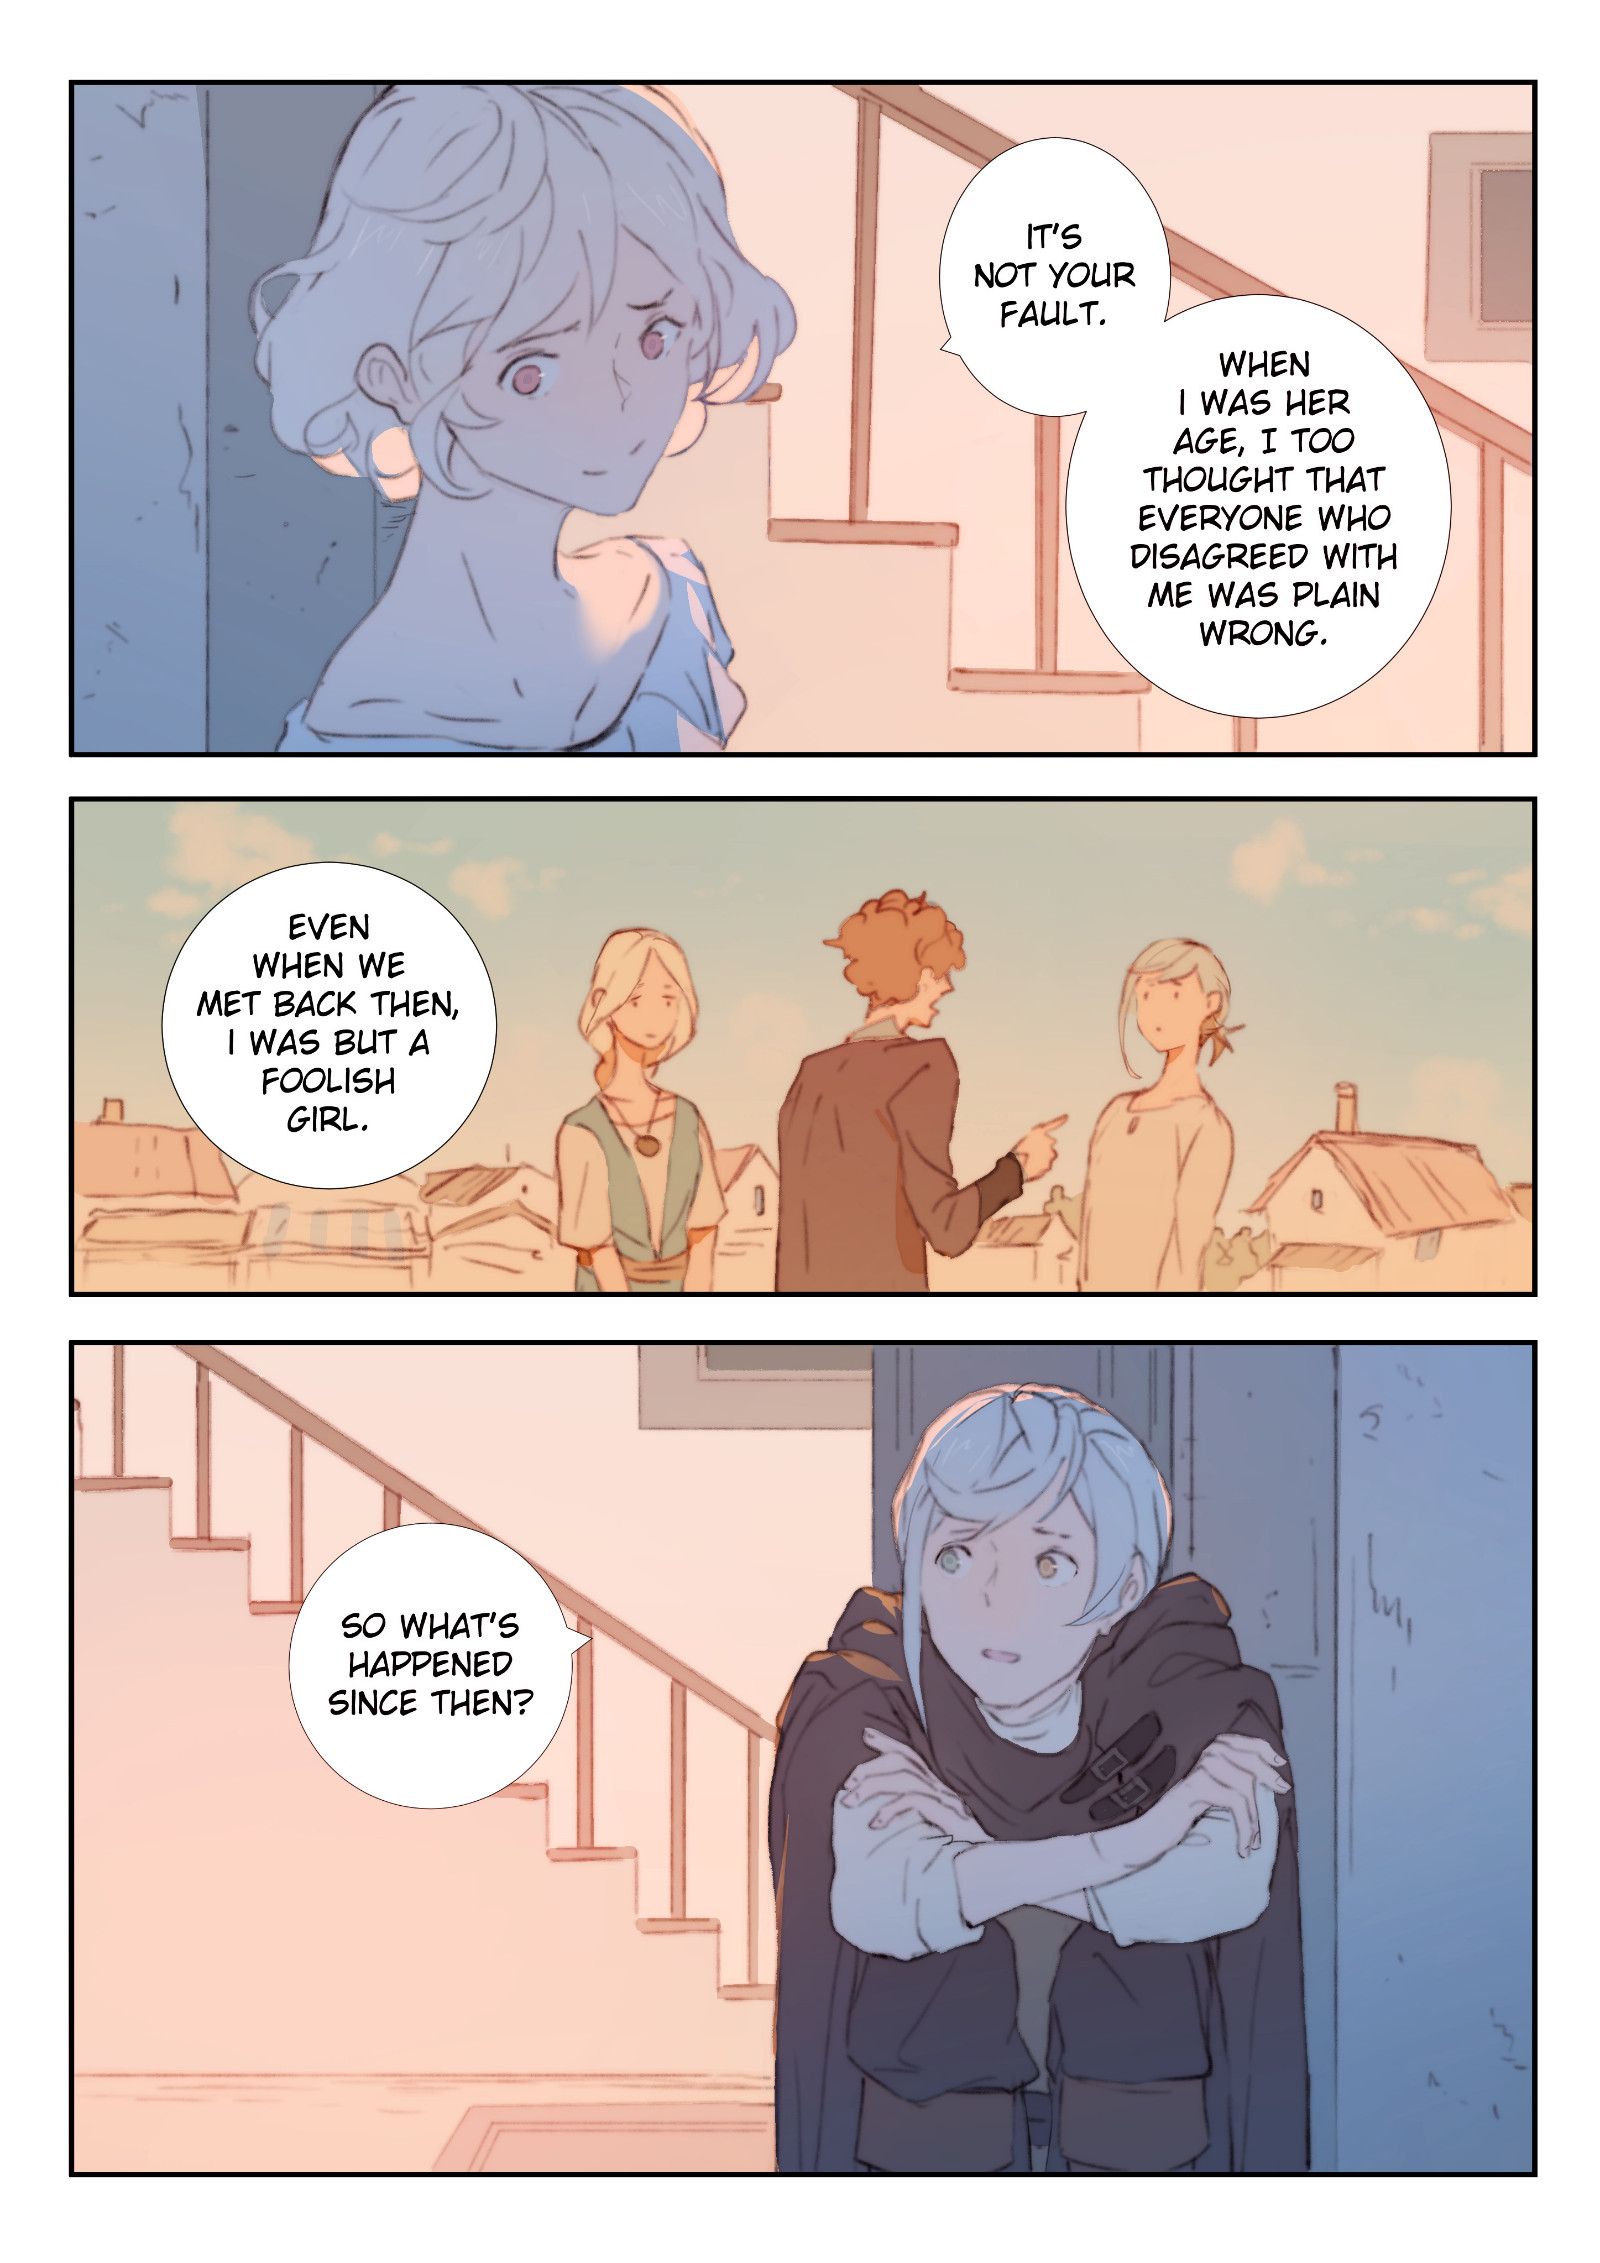 IT'S
NOT YOUR
FAULT.
WHEN
I WAS HER
AGE, I TOO
THOUGHT THAT
EVERYONE WHO
DISAGREED WITH
ME WAS PLAIN
WRONG.
EVEN
WHEN WE
MET BACK THEN,
I WAS BUT A
FOOLISH
GIRL.
SO WHAT'S
HAPPENED
SINCE THEN?